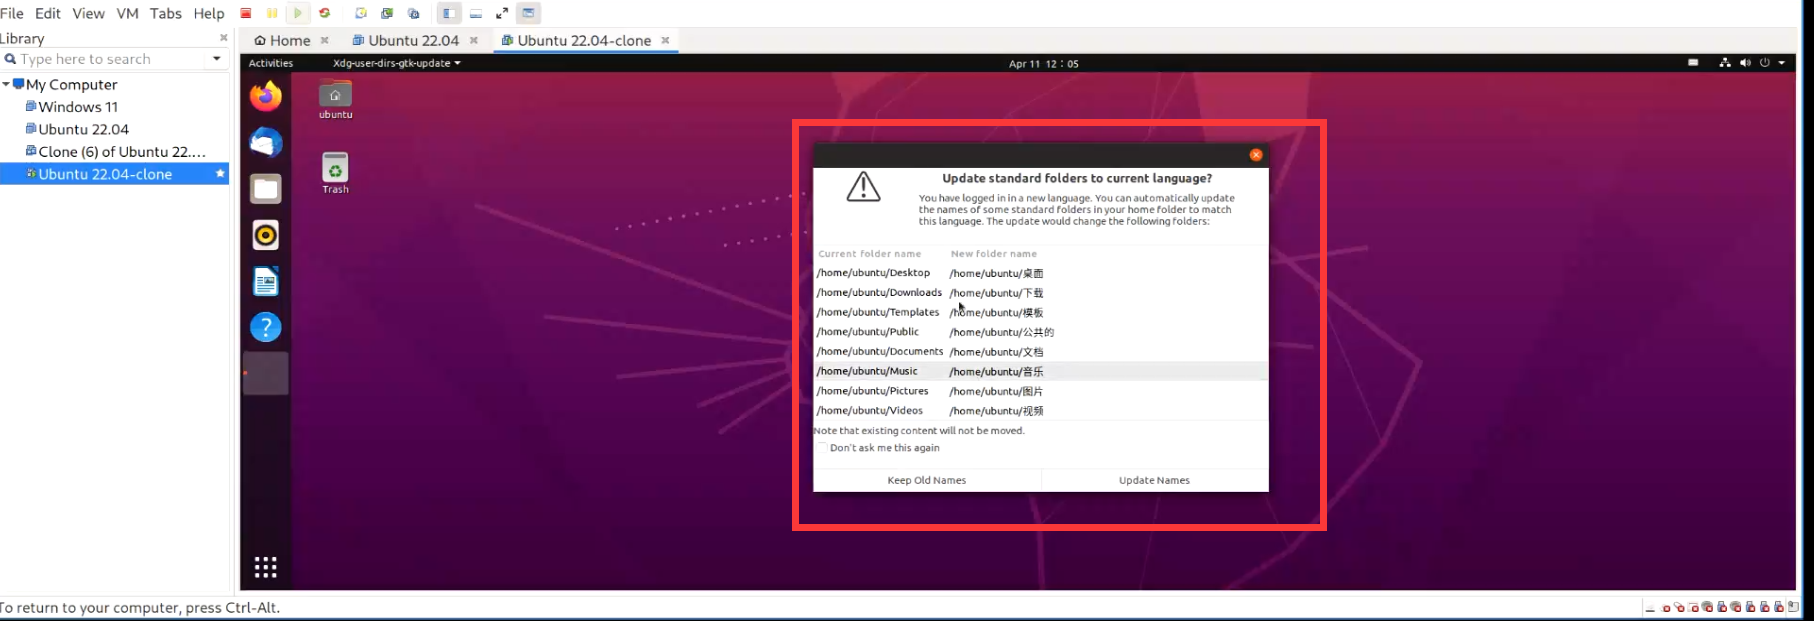 File Edit View VM Tabs Help
Library
Type here to search
My Computer
Windows 11
Ubuntu 22.04
Clone (6) of Ubuntu 22....
Ubuntu 22.04-clone
Home
Ubuntu 22.04
Ubuntu 22.04-clone
Activities
Xdg-user-dirs-gtk-update
Apr 11 12：05
ubuntu
Trash
Update standard folders to current language?
You have logged in in a new language. You can automatically update
the names of some standard folders in your home folder to match
this language. The update would change the following folders:
Current folder name New folder name
/home/ubuntu/Desktop /home/ubuntu/桌面
/home/ubuntu/Downloads /home/ubuntu/下载
/home/ubuntu/Templates /home/ubuntu/模板
/home/ubuntu/Public /home/ubuntu/公共的
/home/ubuntu/Documents /home/ubuntu/文档
/home/ubuntu/Music /home/ubuntu/音乐
/home/ubuntu/Pictures /home/ubuntu/图片
/home/ubuntu/Videos /home/ubuntu/视频
Note that existing content will not be moved.
Don't ask me this again
Keep Old Names Update Names
To return to your computer, press Ctrl-Alt.